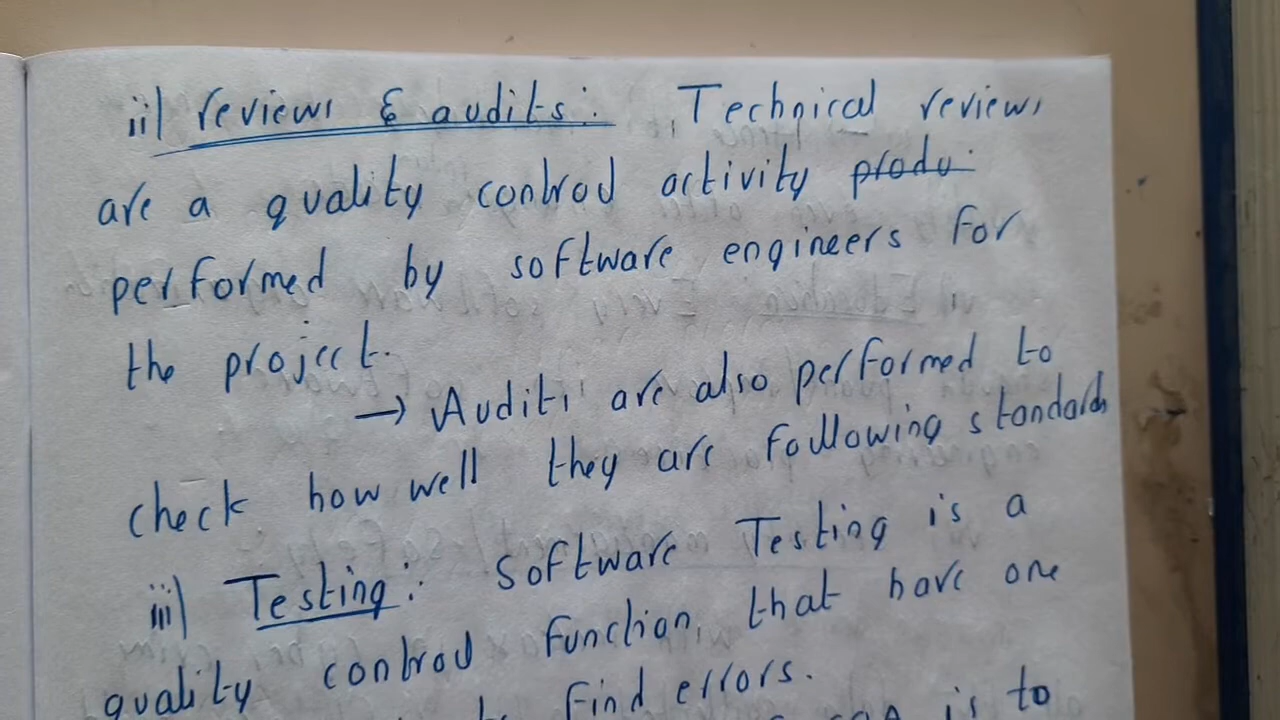 ii) reviews & audits: Technical reviews
are a quality control activity produ
performed by software engineers for
the project.
→ Audits are also performed to
check how well they are following standards
iii) Testing: Software Testing is a
quality control function, that have one
find errors.
is to